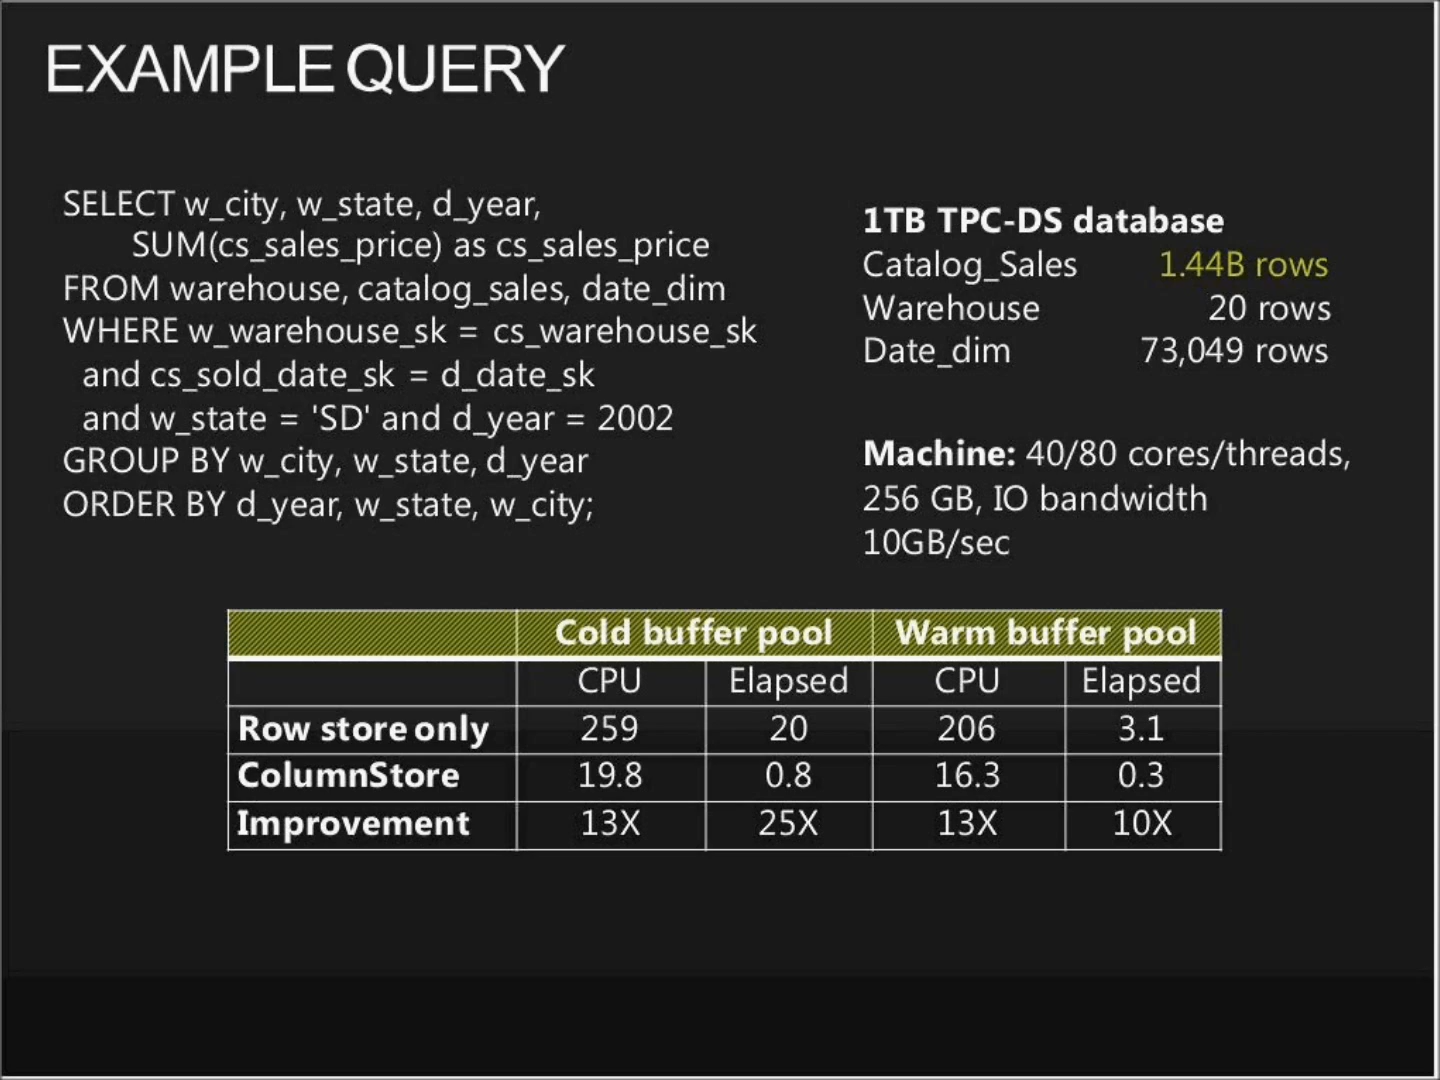 EXAMPLE QUERY
SELECT w_city, w_state, d_year,
SUM(cs_sales_price) as cs_sales_price
FROM warehouse, catalog_sales, date_dim
WHERE w_warehouse_sk = cs_warehouse_sk
and cs_sold_date_sk = d_date_sk
and w_state = 'SD' and d_year = 2002
GROUP BY w_city, w_state, d_year
ORDER BY d_year, w_state, w_city;
1TB TPC-DS database
Catalog_Sales 1.44B rows
Warehouse 20 rows
Date_dim 73,049 rows
Machine: 40/80 cores/threads,
256 GB, IO bandwidth
10GB/sec
Cold buffer pool Warm buffer pool
CPU Elapsed CPU Elapsed
Row store only 259 20 206 3.1
ColumnStore 19.8 0.8 16.3 0.3
Improvement 13X 25X 13X 10X